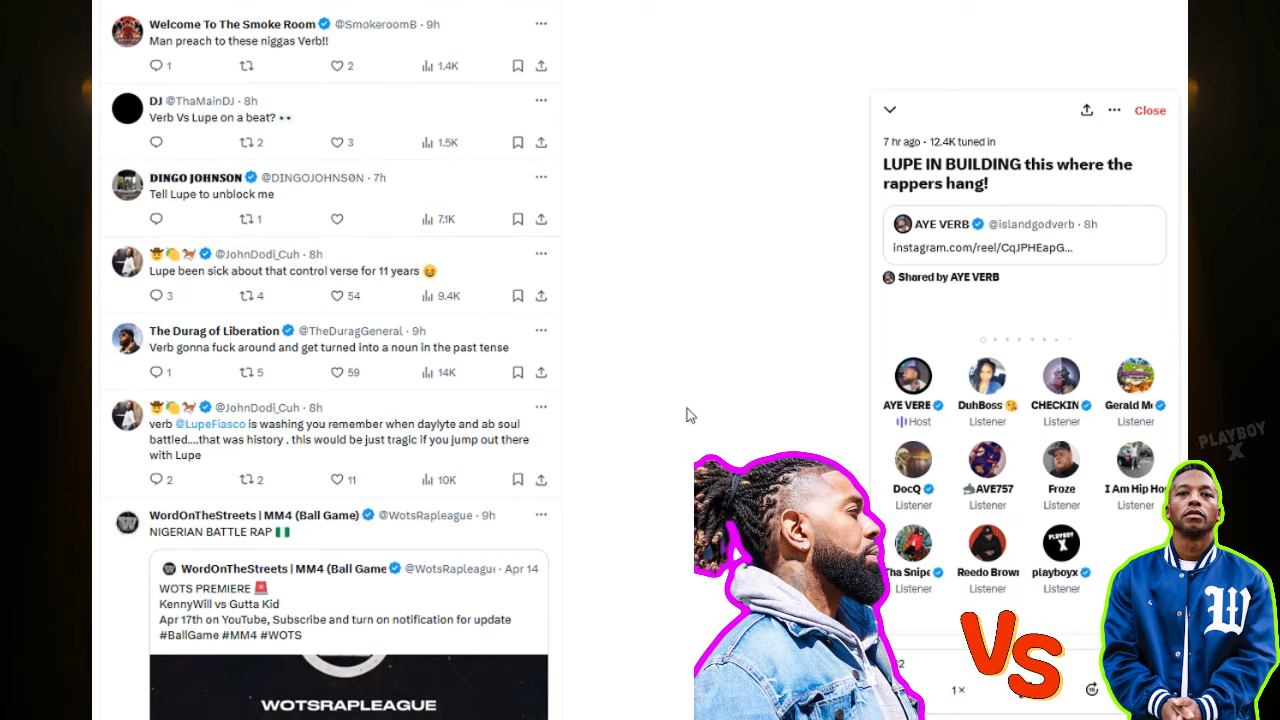 Welcome To The Smoke Room @SmokeroomB · 9h
Man preach to these niggas Verb!!
1 2 1.4K
DJ @ThaMainDJ · 8h
Verb Vs Lupe on a beat? 👀
2 3 1.5K
DINGO JOHNSON @DINGOJOHNS0N · 7h
Tell Lupe to unblock me
1 7.1K
🤠🍋🐎 @JohnDodi_Cuh · 8h
Lupe been sick about that control verse for 11 years 😆
3 4 54 9.4K
The Durag of Liberation @TheDuragGeneral · 9h
Verb gonna fuck around and get turned into a noun in the past tense
1 5 59 14K
🤠🍋🐎 @JohnDodi_Cuh · 8h
verb @LupeFiasco is washing you remember when daylyte and ab soul
battled....that was history . this would be just tragic if you jump out there
with Lupe
2 2 11 10K
WordOnTheStreets | MM4 (Ball Game) @WotsRapleague · 9h
NIGERIAN BATTLE RAP 🇳🇬
WordOnTheStreets | MM4 (Ball Game @WotsRapleague · Apr 14
WOTS PREMIERE 🚨
KennyWill vs Gutta Kid
Apr 17th on YouTube, Subscribe and turn on notification for update
#BallGame #MM4 #WOTS
WOTSRAPLEAGUE
Close
7 hr ago · 12.4K tuned in
LUPE IN BUILDING this where the
rappers hang!
AYE VERB @islandgodverb · 8h
instagram.com/reel/CqJPHEapG...
Shared by AYE VERB
AYE VERB DuhBoss 😘 CHECKIN Gerald Mc
Host Listener Listener Listener
DocQ 🦈AVE757 Froze I Am Hip Ho
Listener Listener Listener
PLAYBOY X
Tha Snipe Reedo Brown playboyx
Listener Listener Listener
VS
W
1×
15
PLAYBOY
X